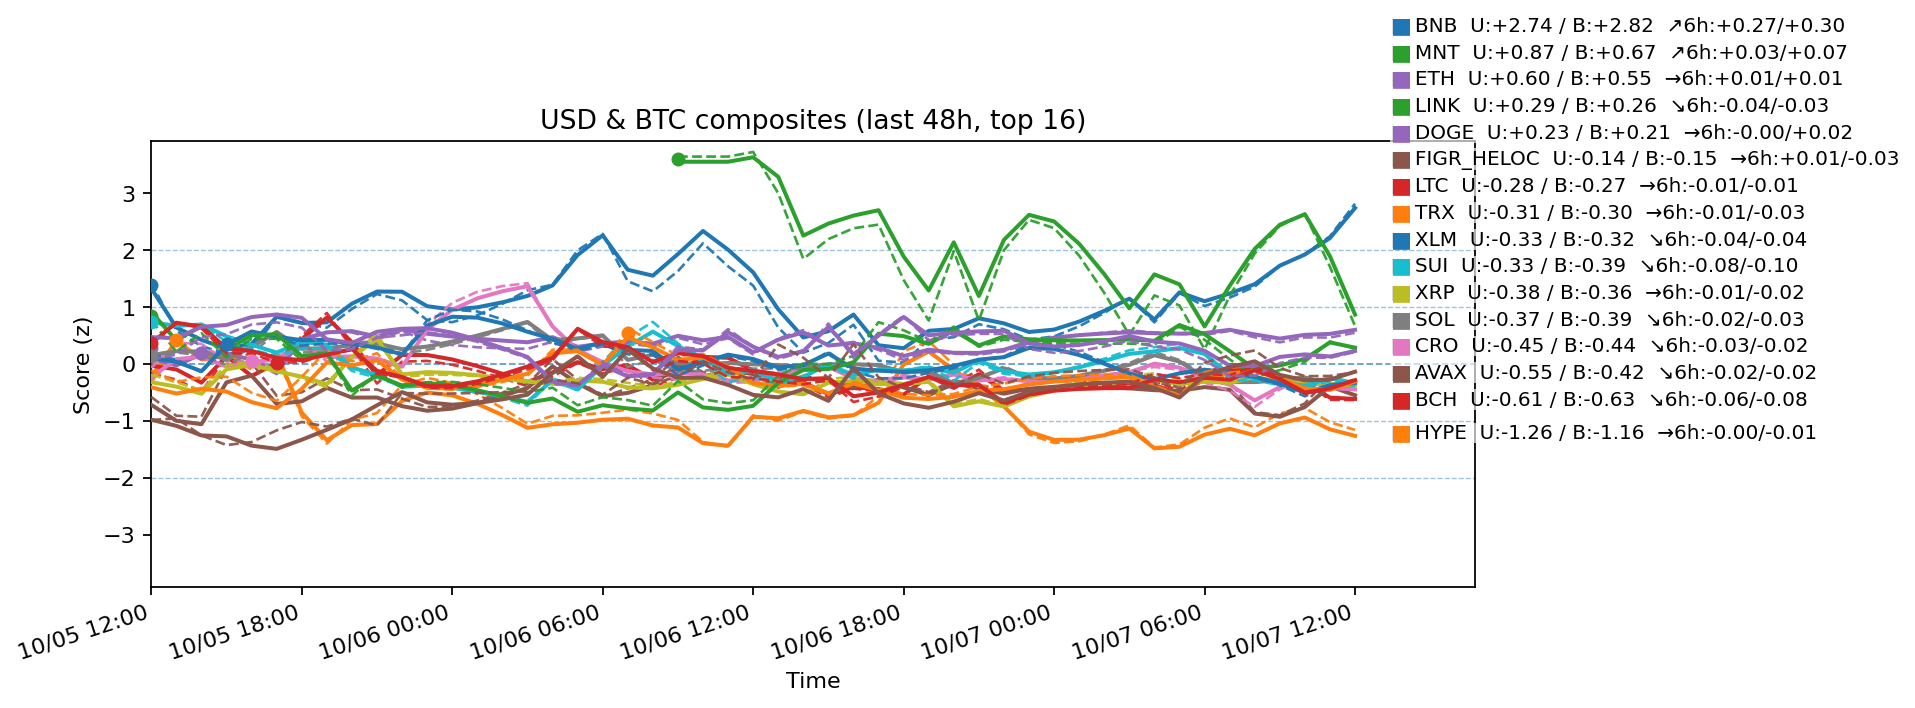 BNB  U:+2.74 / B:+2.82  ↗6h:+0.27/+0.30
MNT  U:+0.87 / B:+0.67  ↗6h:+0.03/+0.07
ETH  U:+0.60 / B:+0.55  →6h:+0.01/+0.01
LINK  U:+0.29 / B:+0.26  ↘6h:-0.04/-0.03
DOGE  U:+0.23 / B:+0.21  →6h:-0.00/+0.02
FIGR_HELOC  U:-0.14 / B:-0.15  →6h:+0.01/-0.03
LTC  U:-0.28 / B:-0.27  →6h:-0.01/-0.01
TRX  U:-0.31 / B:-0.30  →6h:-0.01/-0.03
XLM  U:-0.33 / B:-0.32  ↘6h:-0.04/-0.04
SUI  U:-0.33 / B:-0.39  ↘6h:-0.08/-0.10
XRP  U:-0.38 / B:-0.36  →6h:-0.01/-0.02
SOL  U:-0.37 / B:-0.39  ↘6h:-0.02/-0.03
CRO  U:-0.45 / B:-0.44  ↘6h:-0.03/-0.02
AVAX  U:-0.55 / B:-0.42  ↘6h:-0.02/-0.02
BCH  U:-0.61 / B:-0.63  ↘6h:-0.06/-0.08
HYPE  U:-1.26 / B:-1.16  →6h:-0.00/-0.01
USD & BTC composites (last 48h, top 16)
Score (z)
3
2
1
0
−1
−2
−3
10/05 12:00
10/05 18:00
10/06 00:00
10/06 06:00
10/06 12:00
10/06 18:00
10/07 00:00
10/07 06:00
10/07 12:00
Time